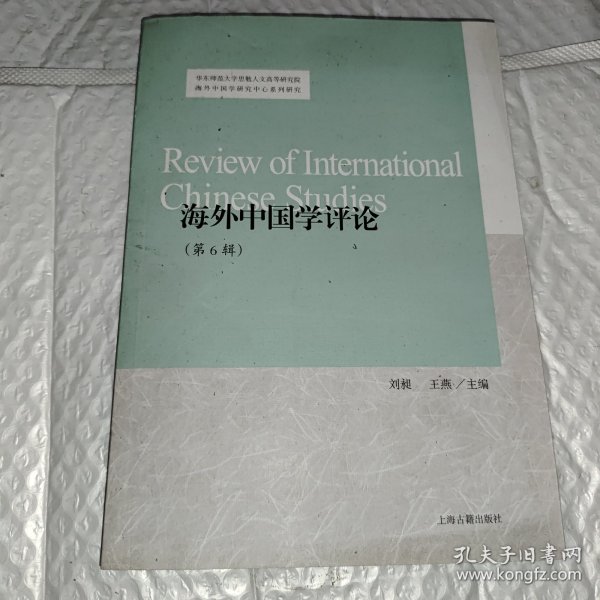 华东师范大学思勉人文高等研究院
海外中国学研究中心系列研究
Review of International
Chinese Studies
海外中国学评论
（第6辑）
刘昶 王燕／主编
上海古籍出版社
孔夫子旧书网
www.kongfz.com